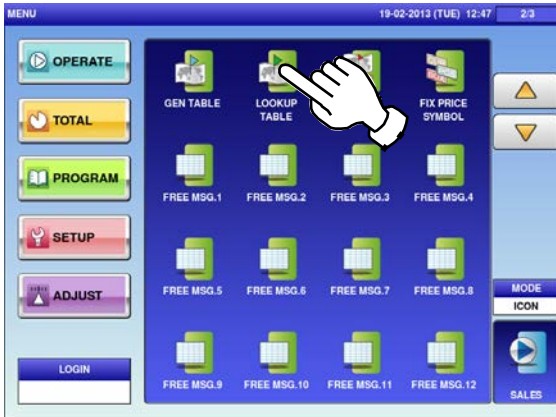 MENU
19-02-2013 (TUE) 12:47
2/3
OPERATE
TOTAL
PROGRAM
SETUP
ADJUST
LOGIN
GEN TABLE
LOOKUP
TABLE
FIX PRICE
SYMBOL
FREE MSG.1
FREE MSG.2
FREE MSG.3
FREE MSG.4
FREE MSG.5
FREE MSG.6
FREE MSG.7
FREE MSG.8
FREE MSG.9
FREE MSG.10
FREE MSG.11
FREE MSG.12
MODE
ICON
SALES